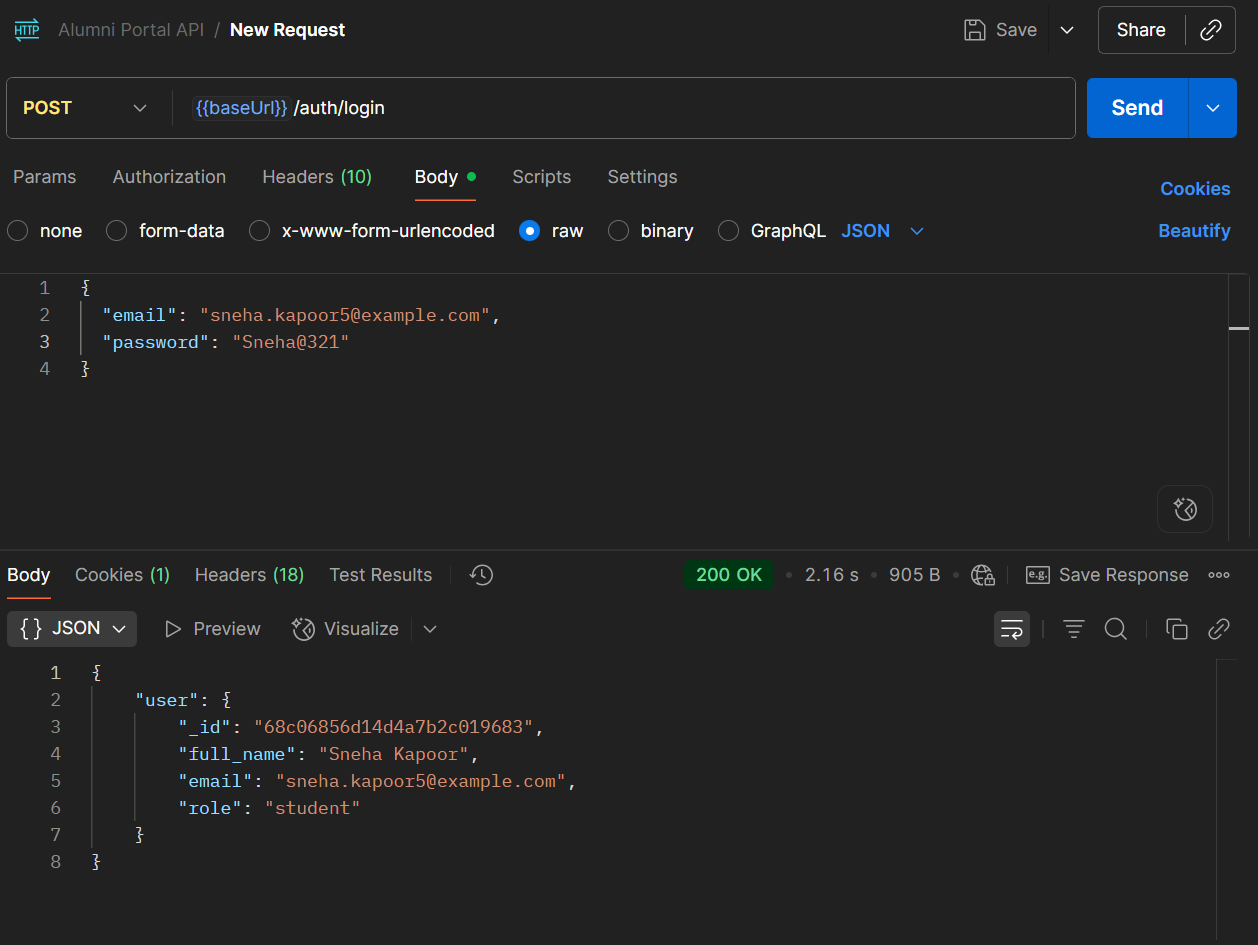 HTTP Alumni Portal API / New Request Save Share
POST {{baseUrl}} /auth/login Send
Params Authorization Headers (10) Body Scripts Settings Cookies
none form-data x-www-form-urlencoded raw binary GraphQL JSON Beautify
1 {
2 "email": "sneha.kapoor5@example.com",
3 "password": "Sneha@321"
4 }
Body Cookies (1) Headers (18) Test Results 200 OK • 2.16 s • 905 B • e.g. Save Response
{} JSON Preview Visualize
1 {
2 "user": {
3 "_id": "68c06856d14d4a7b2c019683",
4 "full_name": "Sneha Kapoor",
5 "email": "sneha.kapoor5@example.com",
6 "role": "student"
7 }
8 }